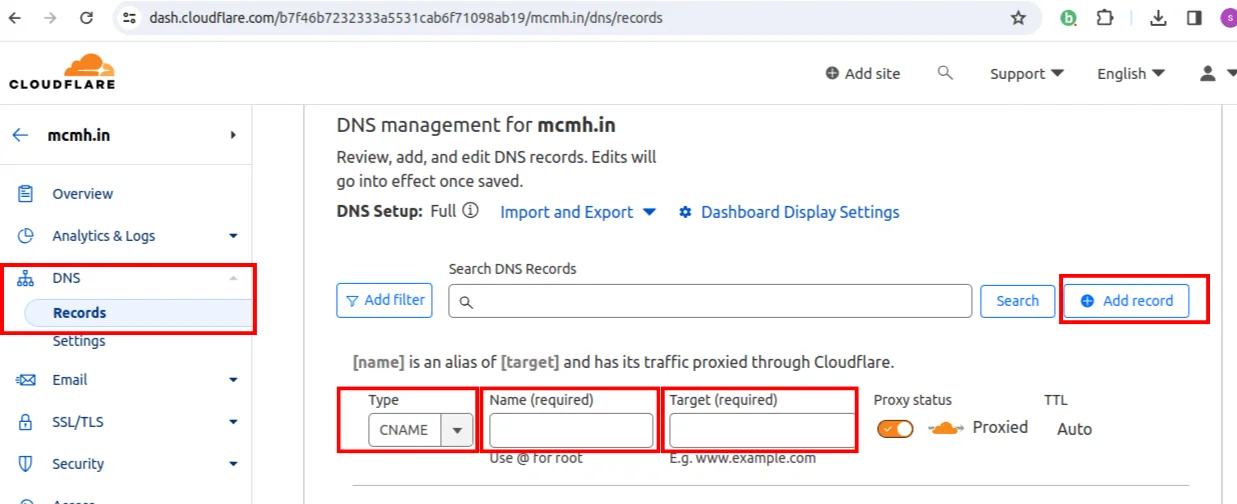 dash.cloudflare.com/b7f46b7232333a5531cab6f71098ab19/mcmh.in/dns/records
b
S
CLOUDFLARE
Add site
Support
English
mcmh.in
Overview
Analytics & Logs
DNS
Records
Settings
Email
SSL/TLS
Security
DNS management for mcmh.in
Review, add, and edit DNS records. Edits will
go into effect once saved.
DNS Setup: Full Import and Export Dashboard Display Settings
Search DNS Records
Add filter Search Add record
[name] is an alias of [target] and has its traffic proxied through Cloudflare.
Type Name (required) Target (required) Proxy status TTL
CNAME Proxied Auto
Use @ for root E.g. www.example.com